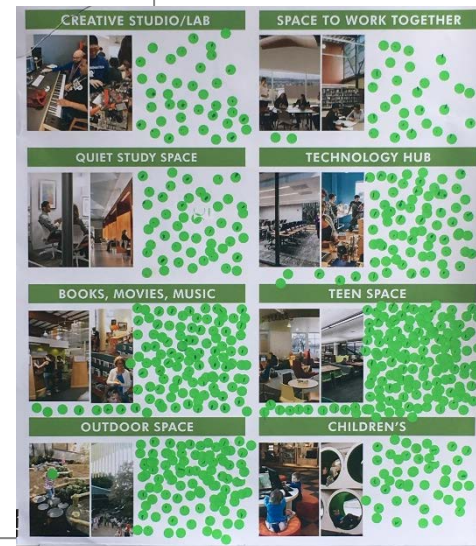 CREATIVE STUDIO/LAB
SPACE TO WORK TOGETHER
QUIET STUDY SPACE
TECHNOLOGY HUB
BOOKS, MOVIES, MUSIC
TEEN SPACE
OUTDOOR SPACE
CHILDREN'S